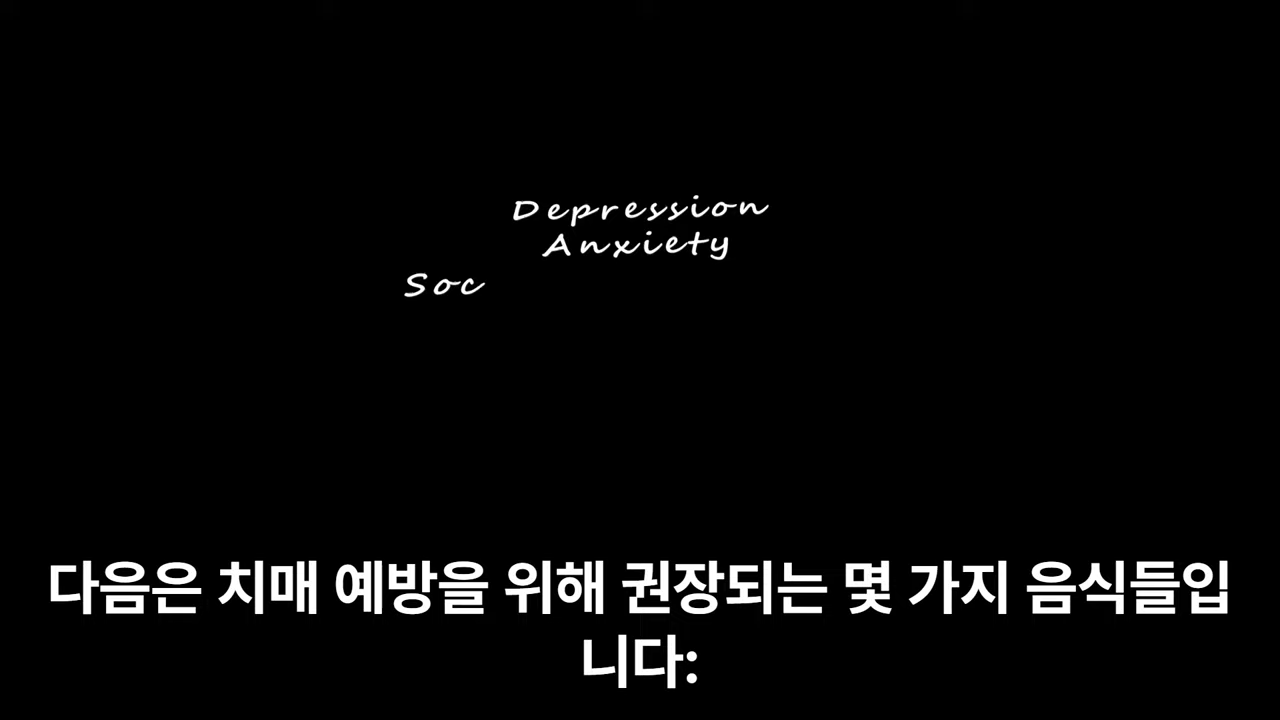 Depression
Anxiety
Soc
다음은 치매 예방을 위해 권장되는 몇 가지 음식들입
니다: